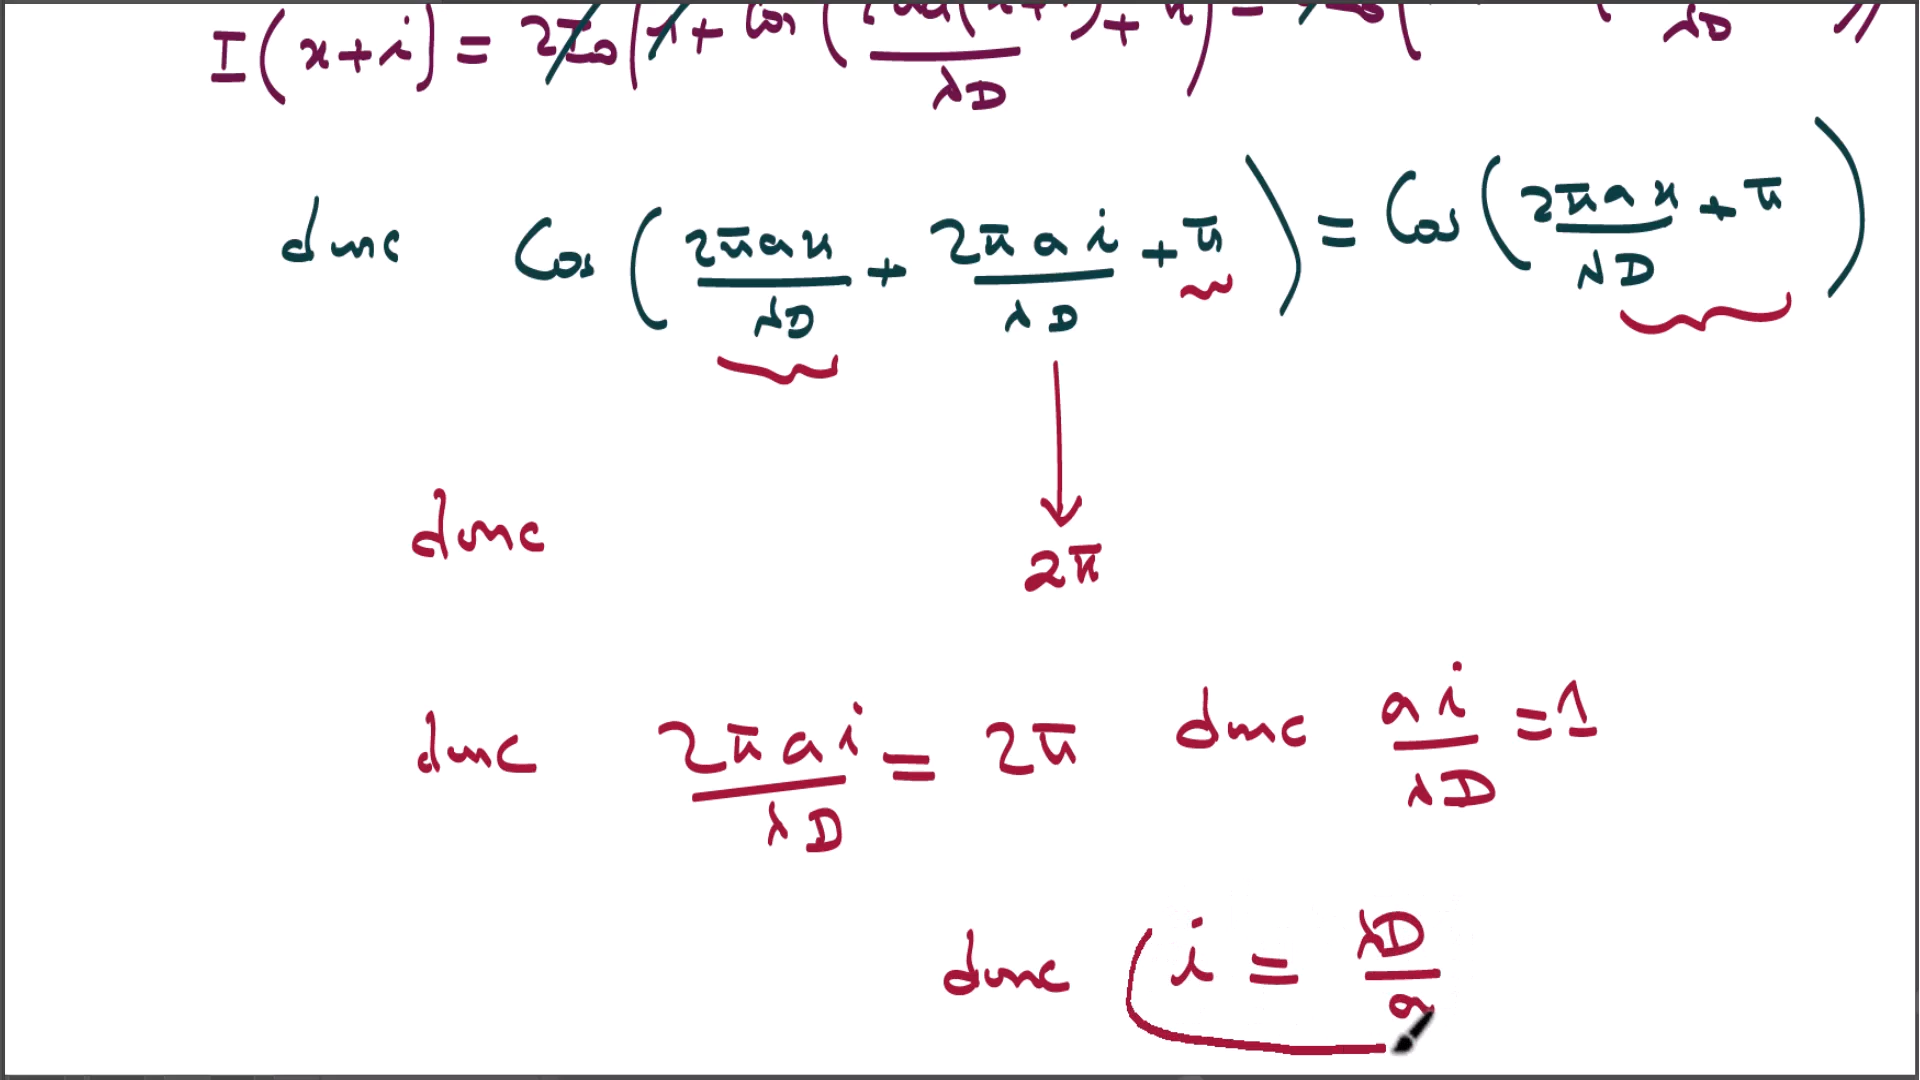 I(x+i) = 2I₀(1 + cos(2πa(x+i)/λD + π) =
donc Cos(2πax/λD + 2πai/λD + π) = Cos(2πax/λD + π)
donc 2π
donc 2πai/λD = 2π donc ai/λD = 1
donc i = λD/a